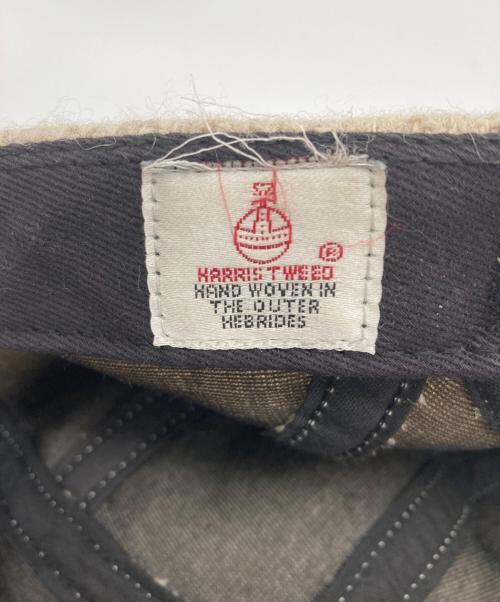 ®
HARRIS TWEED
HAND WOVEN IN
THE OUTER
HEBRIDES